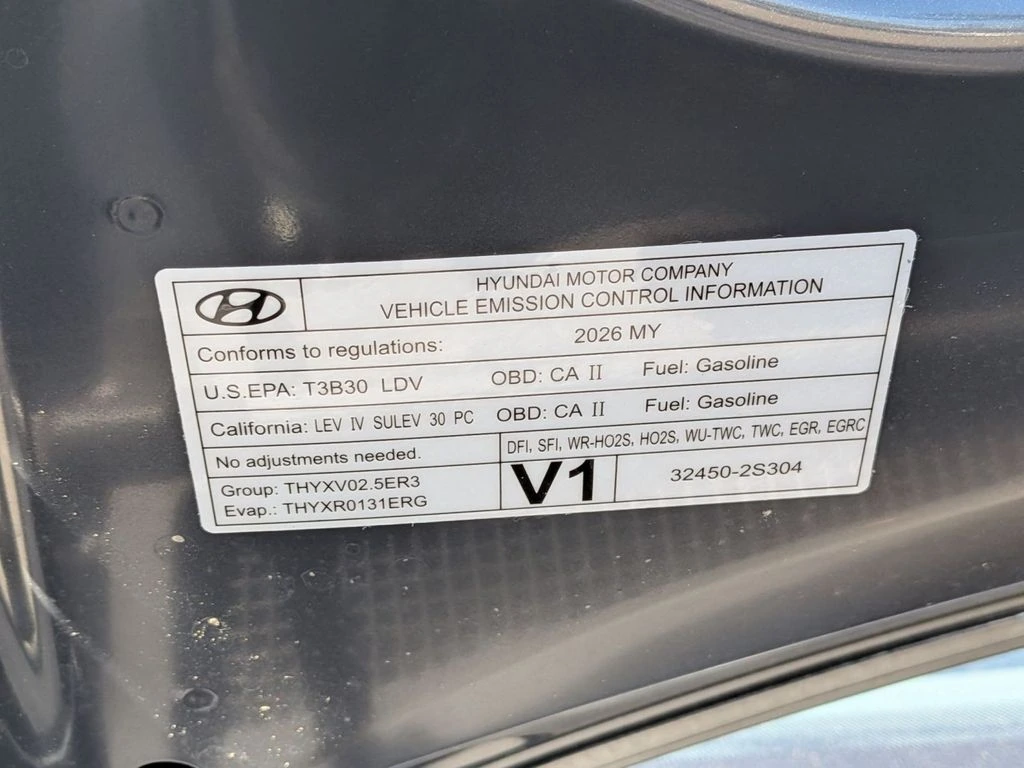 HYUNDAI MOTOR COMPANY
VEHICLE EMISSION CONTROL INFORMATION
Conforms to regulations: 2026 MY
U.S.EPA: T3B30 LDV OBD: CA II Fuel: Gasoline
California: LEV IV SULEV 30 PC OBD: CA II Fuel: Gasoline
No adjustments needed.
DFI, SFI, WR-HO2S, HO2S, WU-TWC, TWC, EGR, EGRC
Group: THYXV02.5ER3
Evap.: THYXR0131ERG
V1
32450-2S304